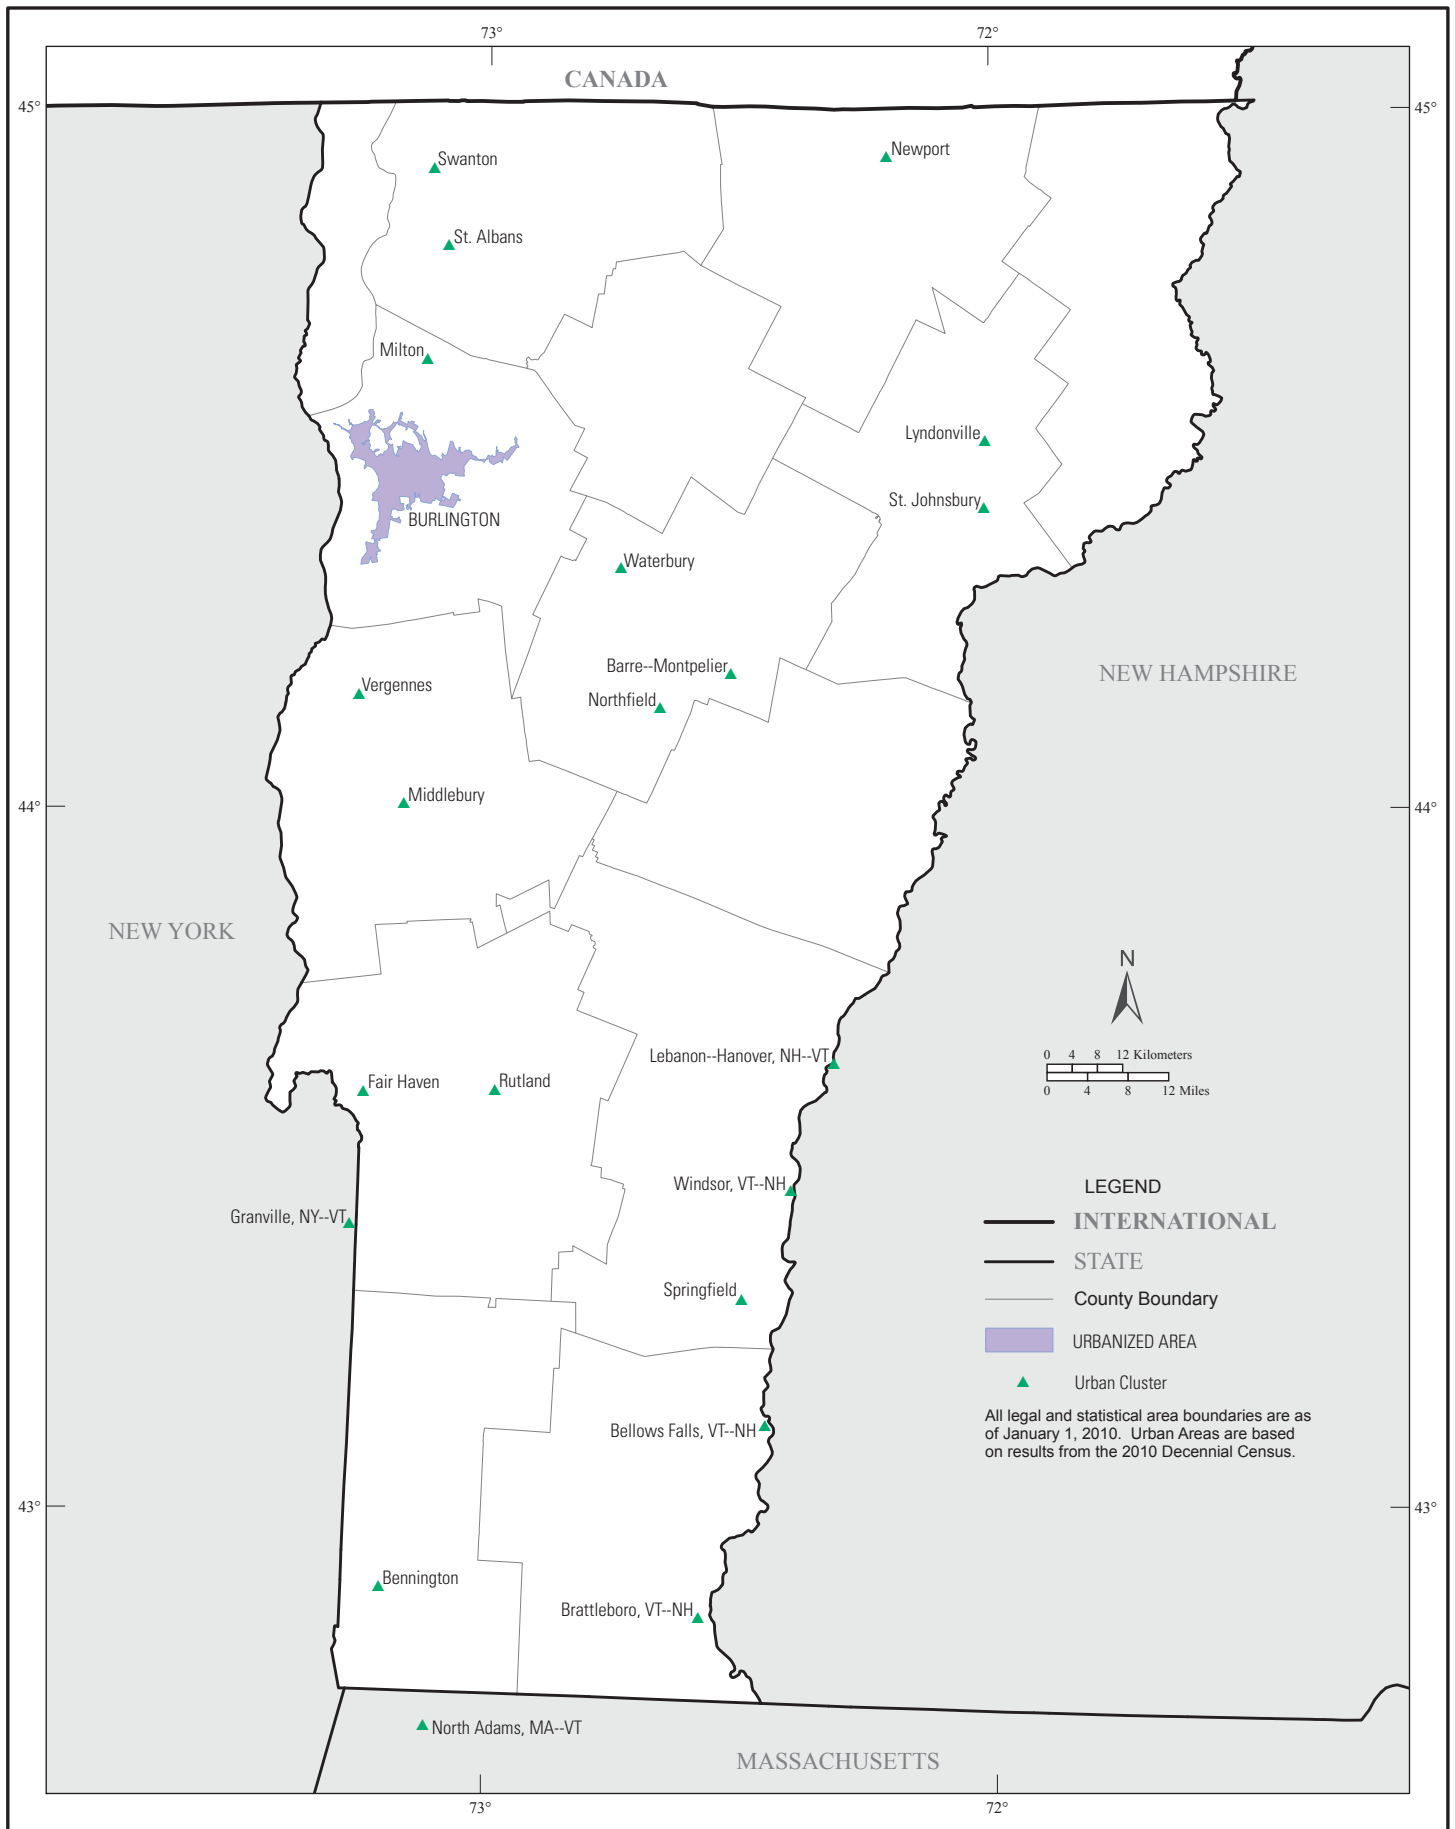 73°
72°
CANADA
45°
45°
Swanton
Newport
St. Albans
Milton
Lyndonville
St. Johnsbury
BURLINGTON
Waterbury
Barre--Montpelier
NEW HAMPSHIRE
Vergennes
Northfield
Middlebury
44°
44°
NEW YORK
N
Lebanon--Hanover, NH--VT
0 4 8 12 Kilometers
0 4 8 12 Miles
Fair Haven
Rutland
Windsor, VT--NH
LEGEND
Granville, NY--VT
INTERNATIONAL
STATE
Springfield
County Boundary
URBANIZED AREA
Urban Cluster
All legal and statistical area boundaries are as
of January 1, 2010.  Urban Areas are based
on results from the 2010 Decennial Census.
Bellows Falls, VT--NH
43°
43°
Bennington
Brattleboro, VT--NH
North Adams, MA--VT
MASSACHUSETTS
73°
72°